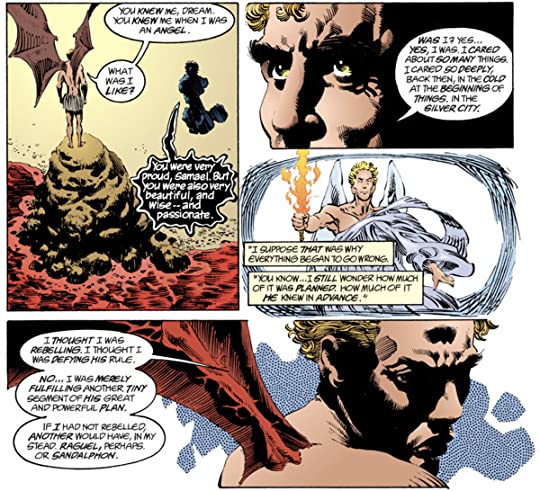 YOU KNEW ME, DREAM.
YOU KNEW ME WHEN I WAS
AN ANGEL.
WHAT
WAS I
LIKE?
You were very
proud, Samael. But
you were also very
beautiful, and
wise -- and
passionate.
WAS I? YES...
YES, I WAS. I CARED
ABOUT SO MANY THINGS.
I CARED SO DEEPLY,
BACK THEN, IN THE COLD
AT THE BEGINNING OF
THINGS. IN THE
SILVER CITY.
"I SUPPOSE THAT WAS WHY
EVERYTHING BEGAN TO GO WRONG.
"YOU KNOW... I STILL WONDER HOW MUCH
OF IT WAS PLANNED. HOW MUCH OF IT
HE KNEW IN ADVANCE."
I THOUGHT I WAS
REBELLING. I THOUGHT I
WAS DEFYING HIS RULE.
NO... I WAS MERELY
FULFILLING ANOTHER TINY
SEGMENT OF HIS GREAT
AND POWERFUL PLAN.
IF I HAD NOT REBELLED,
ANOTHER WOULD HAVE, IN MY
STEAD. RAGUEL, PERHAPS.
OR SANDALPHON.